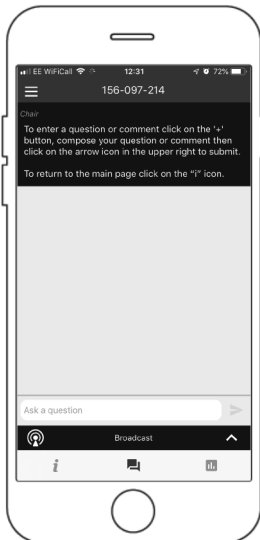 EE WiFiCall 12:31 72%
156-097-214
Chair
To enter a question or comment click on the '+'
button, compose your question or comment then
click on the arrow icon in the upper right to submit.
To return to the main page click on the "i" icon.
Ask a question
Broadcast
i